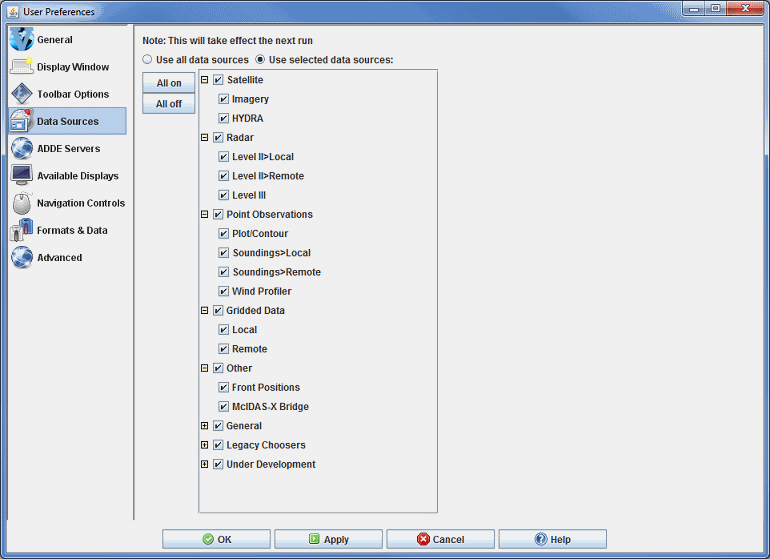 User Preferences
General
Display Window
Toolbar Options
Data Sources
ADDE Servers
Available Displays
Navigation Controls
Formats & Data
Advanced
Note: This will take effect the next run
Use all data sources Use selected data sources:
All on
All off
Satellite
Imagery
HYDRA
Radar
Level II>Local
Level II>Remote
Level III
Point Observations
Plot/Contour
Soundings>Local
Soundings>Remote
Wind Profiler
Gridded Data
Local
Remote
Other
Front Positions
McIDAS-X Bridge
General
Legacy Choosers
Under Development
OK Apply Cancel Help